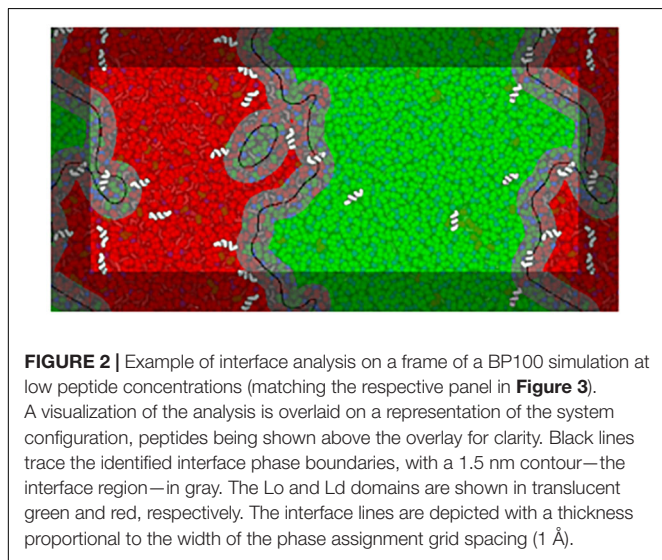 FIGURE 2 | Example of interface analysis on a frame of a BP100 simulation at
low peptide concentrations (matching the respective panel in Figure 3).
A visualization of the analysis is overlaid on a representation of the system
configuration, peptides being shown above the overlay for clarity. Black lines
trace the identified interface phase boundaries, with a 1.5 nm contour—the
interface region—in gray. The Lo and Ld domains are shown in translucent
green and red, respectively. The interface lines are depicted with a thickness
proportional to the width of the phase assignment grid spacing (1 Å).